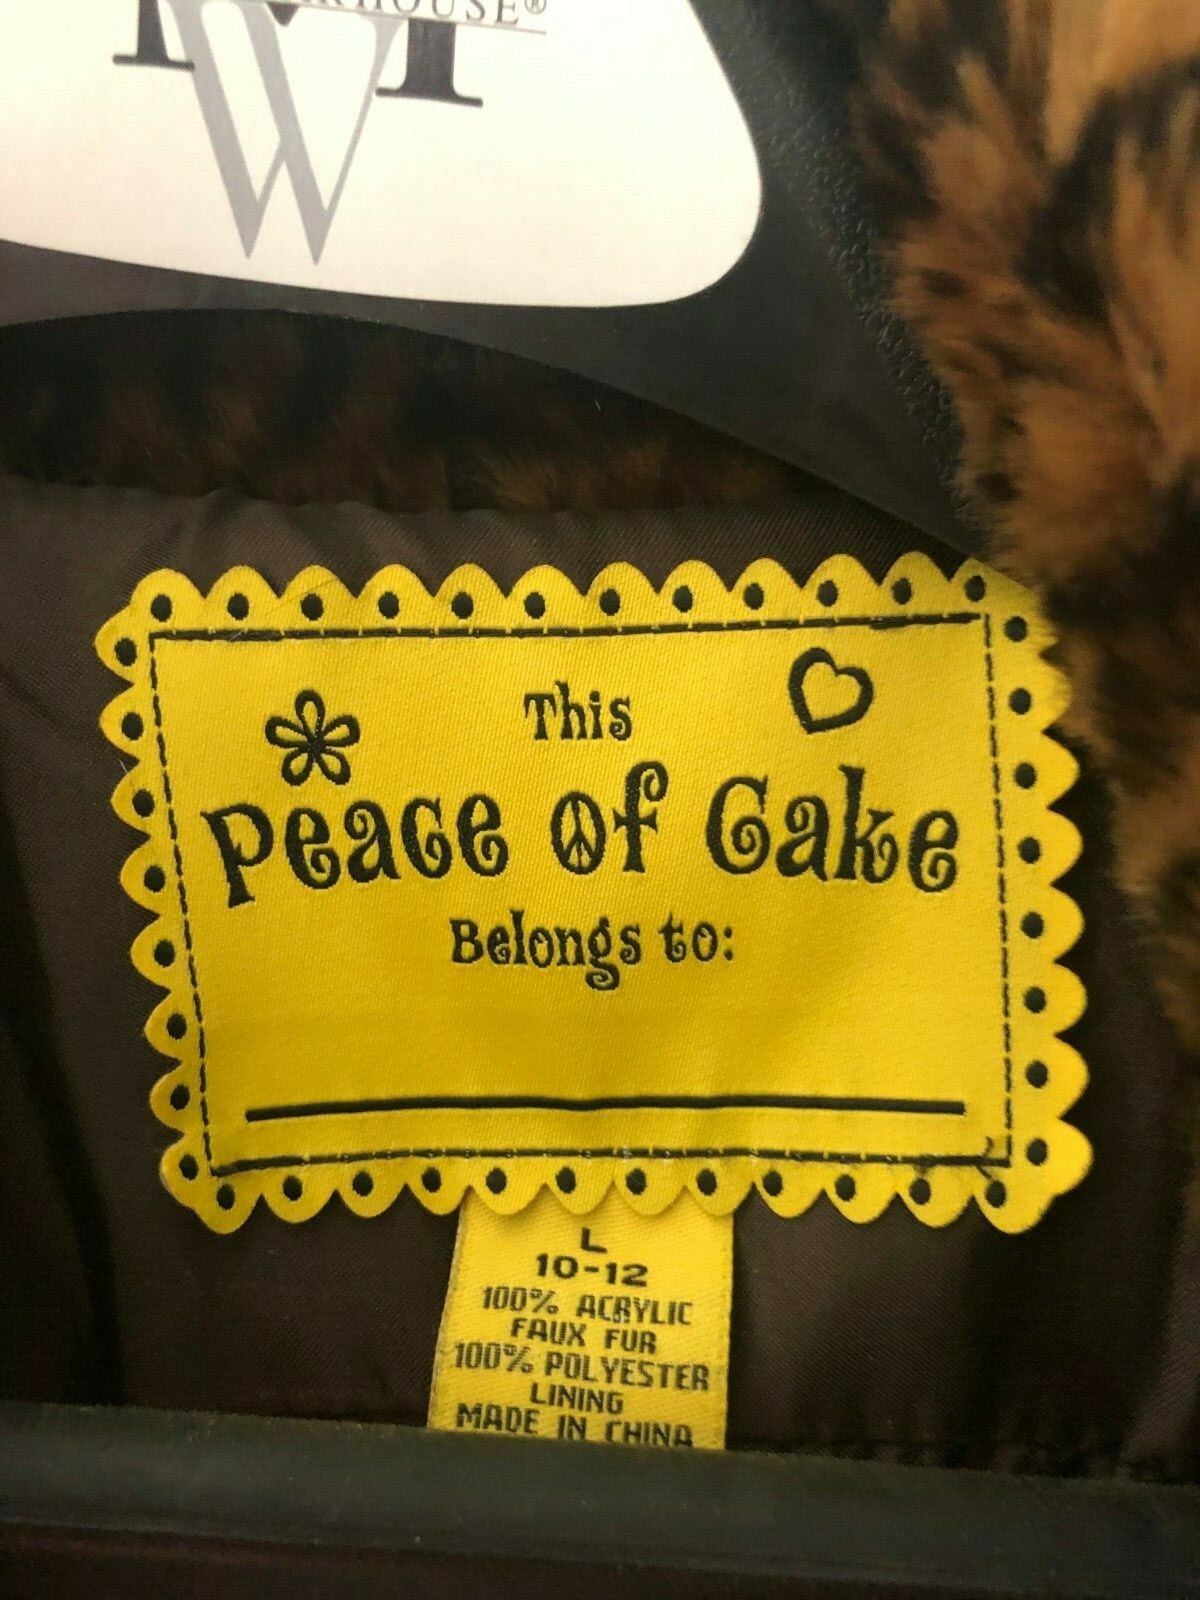 W
This
Peace of Cake
Belongs to:
L
10-12
100% ACRYLIC
FAUX FUR
100% POLYESTER
LINING
MADE IN CHINA